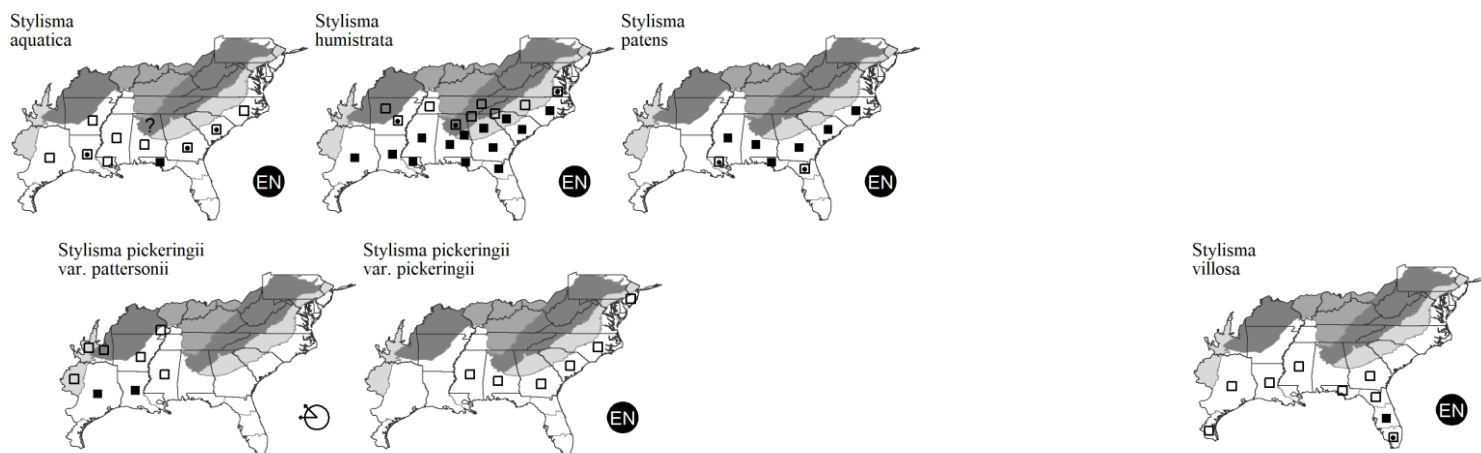 Stylisma
aquatica
?
EN
Stylisma
humistrata
EN
Stylisma
patens
EN
Stylisma pickeringii
var. pattersonii
Stylisma pickeringii
var. pickeringii
EN
Stylisma
villosa
EN